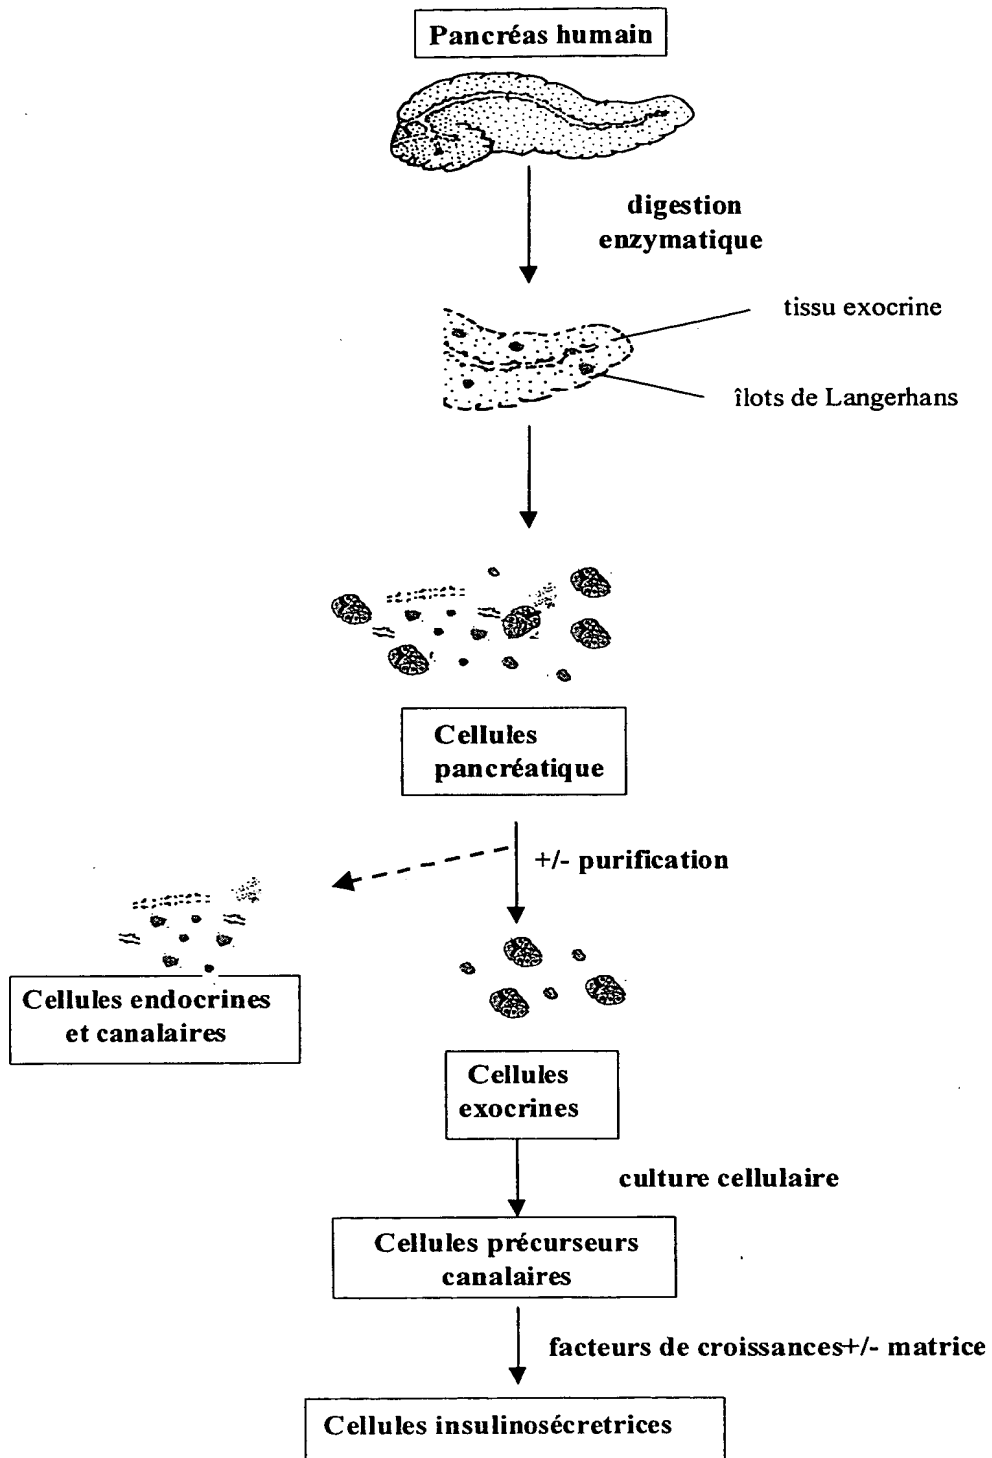 Pancréas humain
digestion
enzymatique
tissu exocrine
îlots de Langerhans
Cellules
pancréatique
+/- purification
Cellules endocrines
et canalaires
Cellules
exocrines
culture cellulaire
Cellules précurseurs
canalaires
facteurs de croissances+/- matrice
Cellules insulinosécretrices